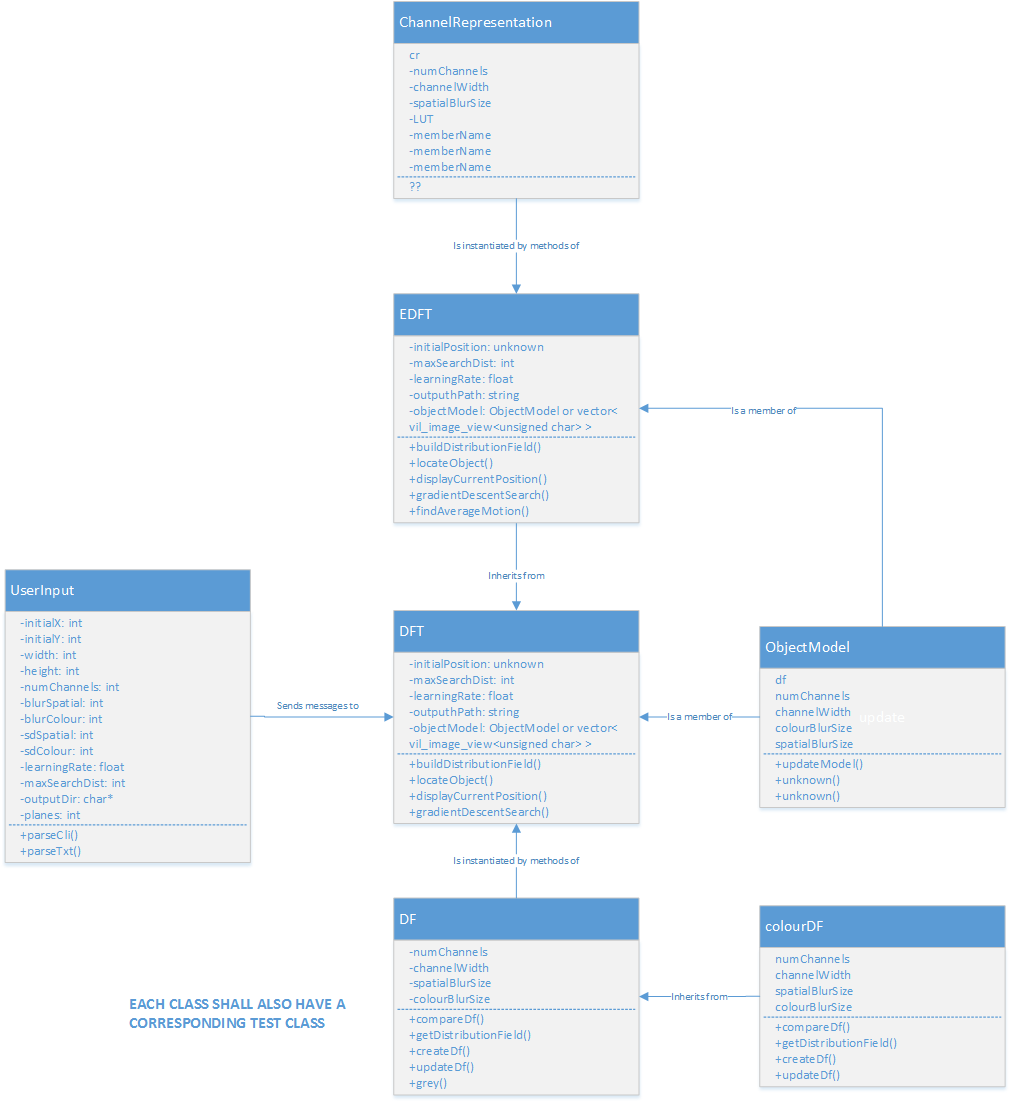 ChannelRepresentation
cr
-numChannels
-channelWidth
-spatialBlurSize
-LUT
-memberName
-memberName
-memberName
??
Is instantiated by methods of
EDFT
-initialPosition: unknown
-maxSearchDist: int
-learningRate: float
-outputhPath: string
-objectModel: ObjectModel or vector<
vil_image_view<unsigned char> >
+buildDistributionField()
+locateObject()
+displayCurrentPosition()
+gradientDescentSearch()
+findAverageMotion()
Is a member of
Inherits from
UserInput
-initialX: int
-initialY: int
-width: int
-height: int
-numChannels: int
-blurSpatial: int
-blurColour: int
-sdSpatial: int
-sdColour: int
-learningRate: float
-maxSearchDist: int
-outputDir: char*
-planes: int
+parseCli()
+parseTxt()
Sends messages to
DFT
-initialPosition: unknown
-maxSearchDist: int
-learningRate: float
-outputhPath: string
-objectModel: ObjectModel or vector<
vil_image_view<unsigned char> >
+buildDistributionField()
+locateObject()
+displayCurrentPosition()
+gradientDescentSearch()
Is a member of
ObjectModel
df
numChannels
channelWidth
colourBlurSize
spatialBlurSize
update
+updateModel()
+unknown()
+unknown()
Is instantiated by methods of
DF
-numChannels
-channelWidth
-spatialBlurSize
-colourBlurSize
+compareDf()
+getDistributionField()
+createDf()
+updateDf()
+grey()
Inherits from
colourDF
numChannels
channelWidth
spatialBlurSize
colourBlurSize
+compareDf()
+getDistributionField()
+createDf()
+updateDf()
EACH CLASS SHALL ALSO HAVE A
CORRESPONDING TEST CLASS